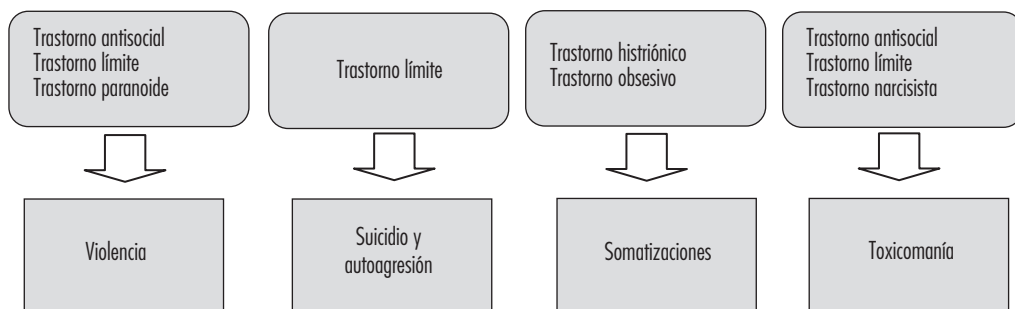 Trastorno antisocial
Trastorno límite
Trastorno paranoide
Trastorno límite
Trastorno histriónico
Trastorno obsesivo
Trastorno antisocial
Trastorno límite
Trastorno narcisista
Violencia
Suicidio y
autoagresión
Somatizaciones
Toxicomanía